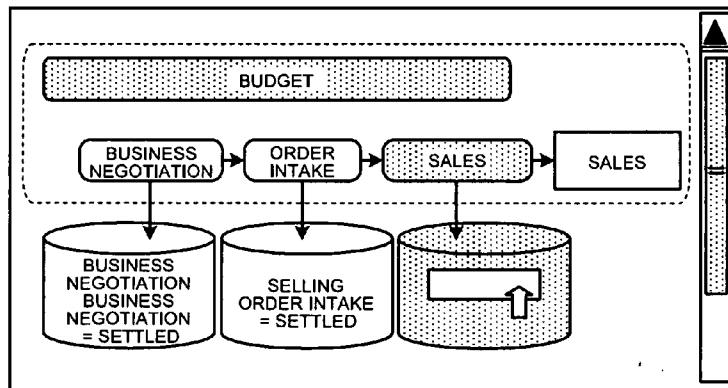 BUDGET
BUSINESS
NEGOTIATION
ORDER
INTAKE
SALES
SALES
BUSINESS
NEGOTIATION
BUSINESS
NEGOTIATION
= SETTLED
SELLING
ORDER INTAKE
= SETTLED